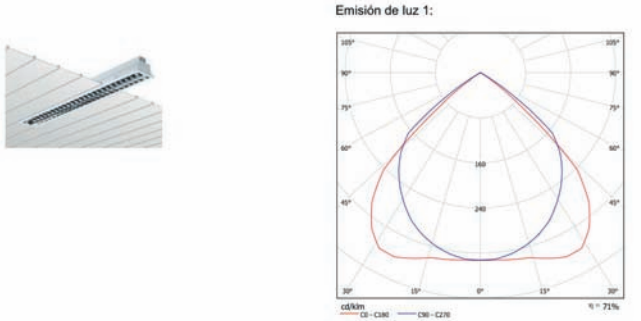 Emisión de luz 1:
105° 105°
90° 90°
75° 75°
60° 60°
160
45° 45°
240
30° 15° 0° 15° 30°
cd/klm η = 71%
C0 - C180 C90 - C270